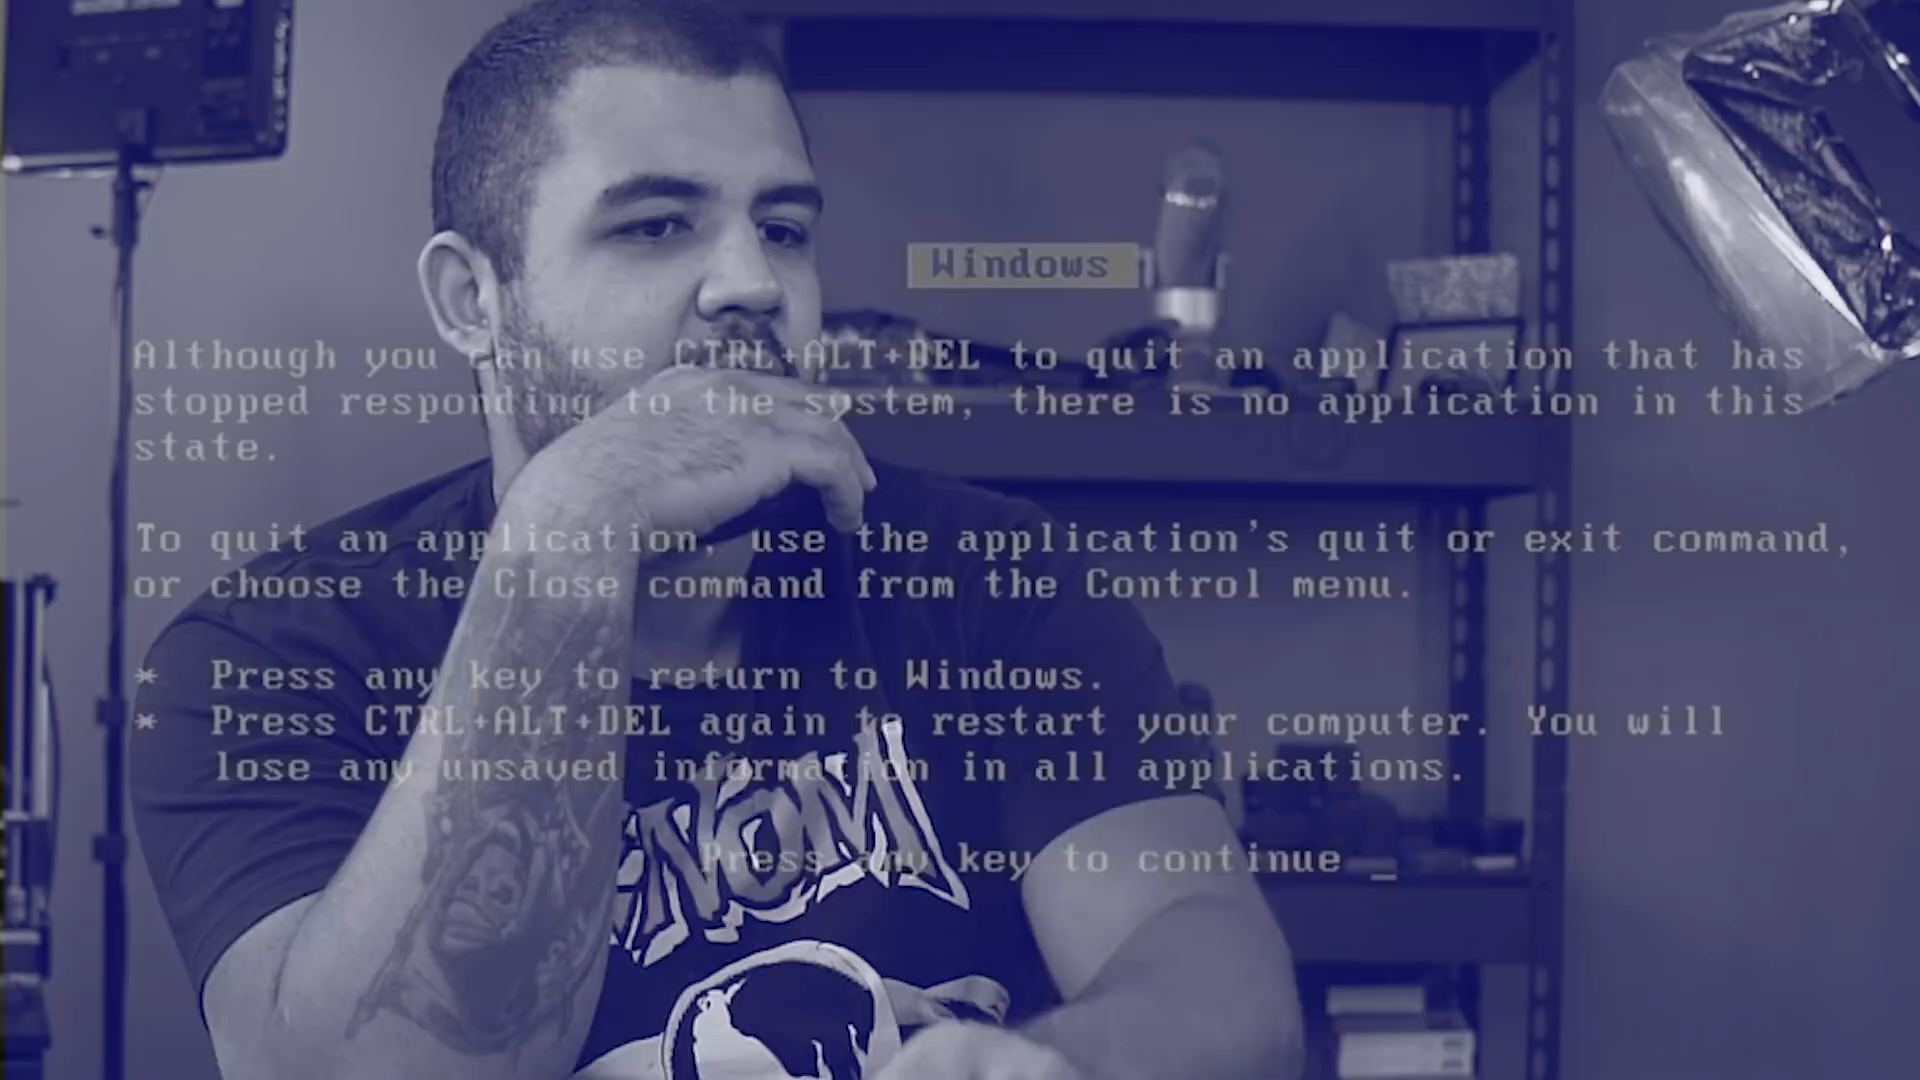 Windows
Although you can use CTRL+ALT+DEL to quit an application that has
stopped responding to the system, there is no application in this
state.
To quit an application, use the application's quit or exit command,
or choose the Close command from the Control menu.
* Press any key to return to Windows.
* Press CTRL+ALT+DEL again to restart your computer. You will
lose any unsaved information in all applications.
ENOM
Press any key to continue _